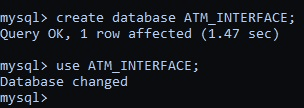 mysql> create database ATM_INTERFACE;
Query OK, 1 row affected (1.47 sec)
mysql> use ATM_INTERFACE;
Database changed
mysql>